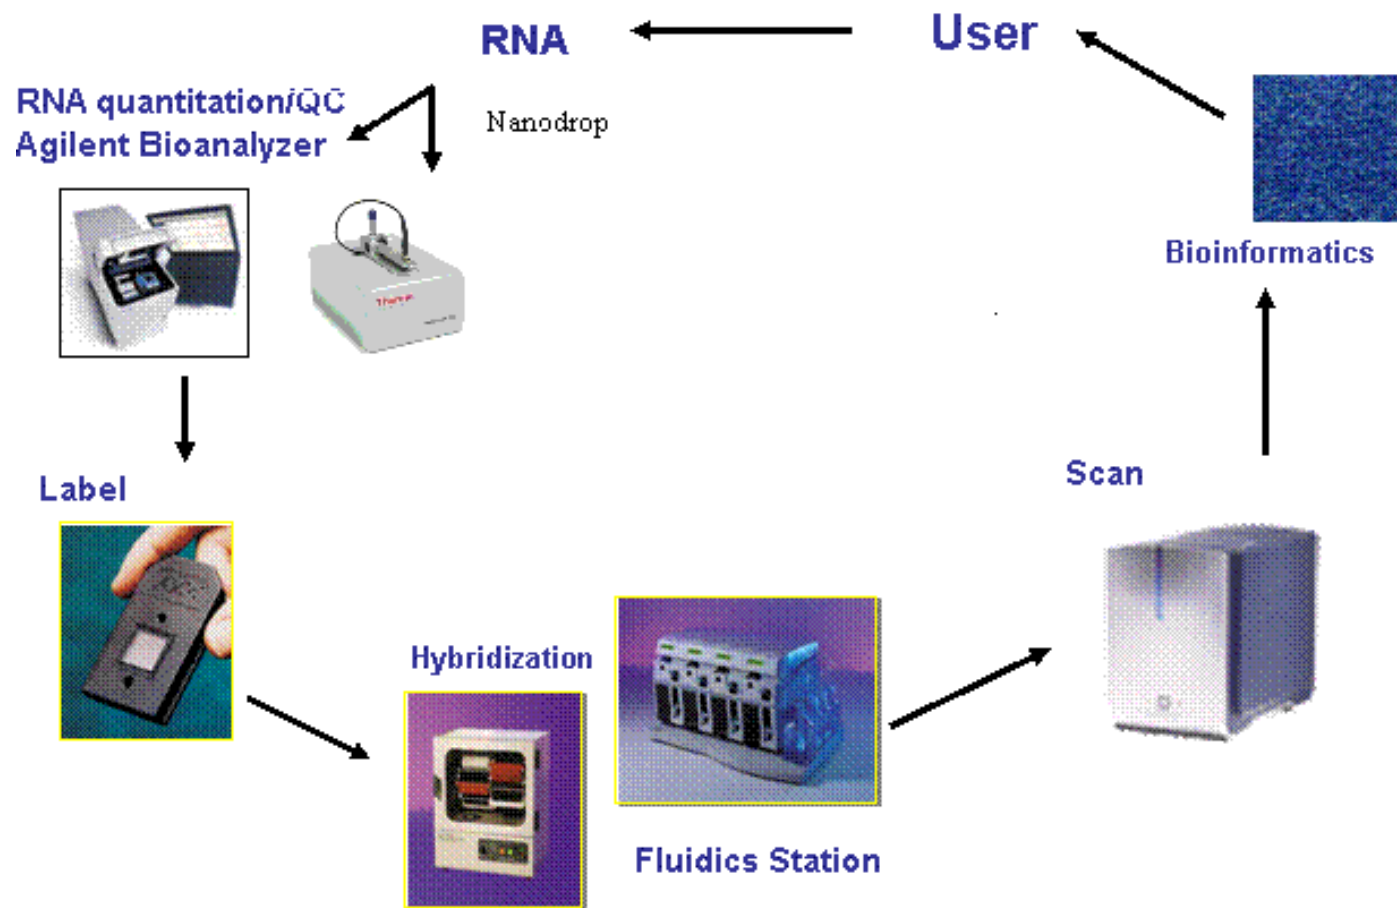 RNA
User
RNA quantitation/QC
Agilent Bioanalyzer
Nanodrop
Bioinformatics
Label
Scan
Hybridization
Fluidics Station